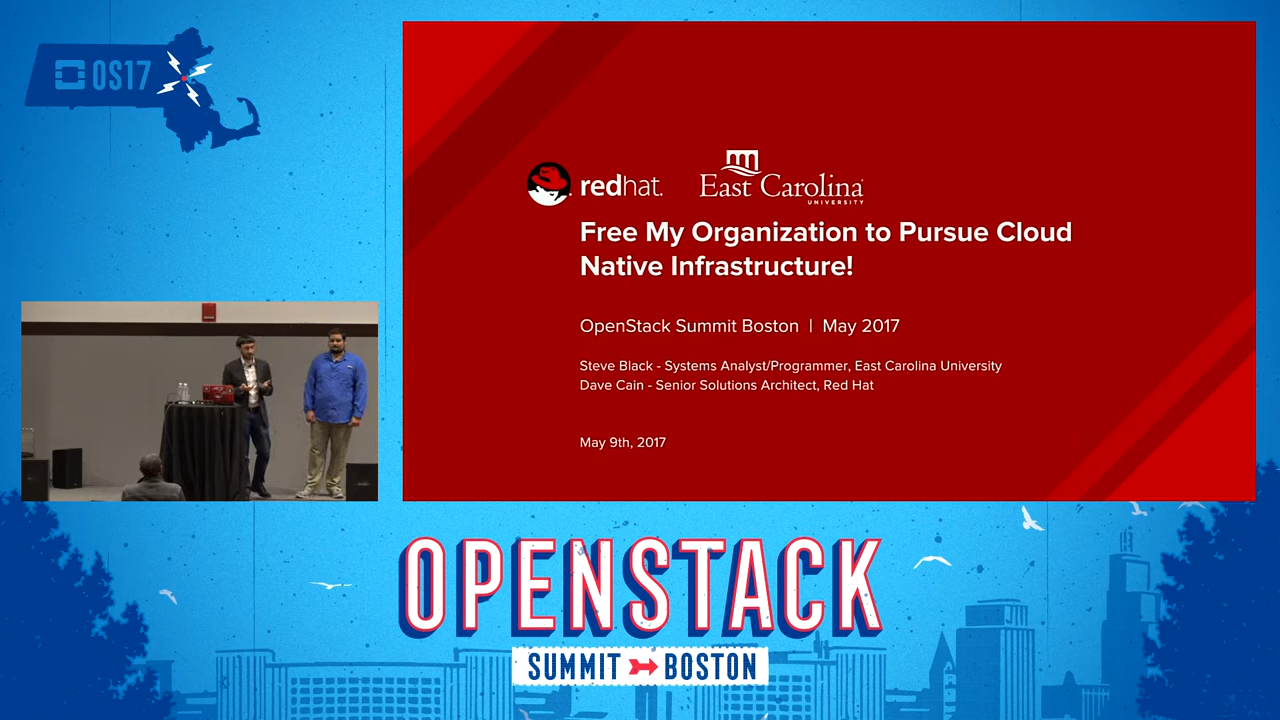 OS17
redhat.
East Carolina
UNIVERSITY
Free My Organization to Pursue Cloud
Native Infrastructure!
OpenStack Summit Boston | May 2017
Steve Black - Systems Analyst/Programmer, East Carolina University
Dave Cain - Senior Solutions Architect, Red Hat
May 9th, 2017
OPENSTACK
SUMMIT BOSTON